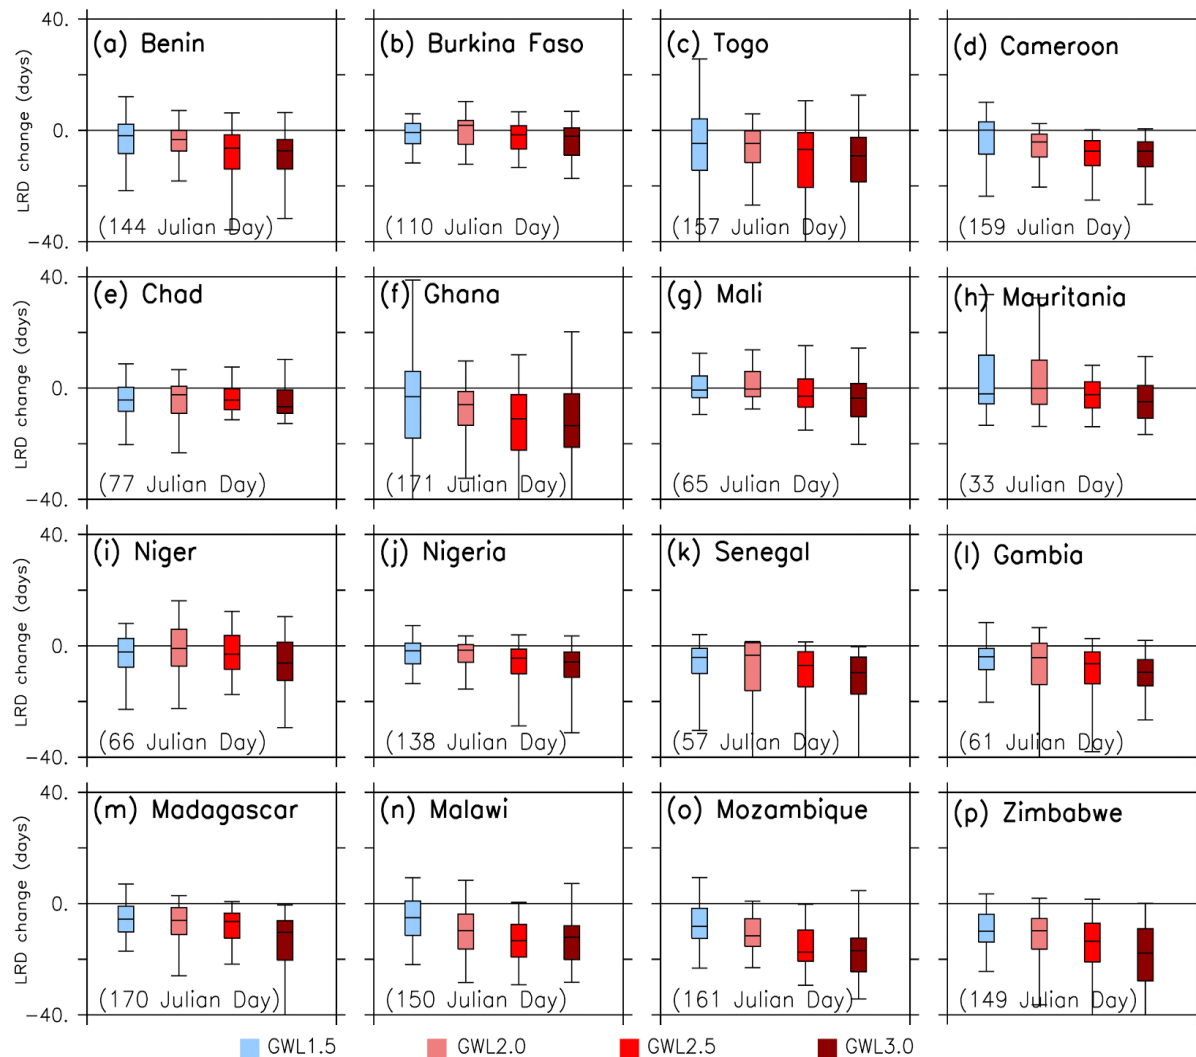 40.
(a) Benin
(b) Burkina Faso
(c) Togo
(d) Cameroon
LRD change (days)
0.
(144 Julian Day)
(110 Julian Day)
(157 Julian Day)
(159 Julian Day)
-40.
40.
(e) Chad
(f) Ghana
(g) Mali
(h) Mauritania
LRD change (days)
0.
(77 Julian Day)
(171 Julian Day)
(65 Julian Day)
(33 Julian Day)
-40.
40.
(i) Niger
(j) Nigeria
(k) Senegal
(l) Gambia
LRD change (days)
0.
(66 Julian Day)
(138 Julian Day)
(57 Julian Day)
(61 Julian Day)
-40.
40.
(m) Madagascar
(n) Malawi
(o) Mozambique
(p) Zimbabwe
LRD change (days)
0.
(170 Julian Day)
(150 Julian Day)
(161 Julian Day)
(149 Julian Day)
-40.
GWL1.5
GWL2.0
GWL2.5
GWL3.0